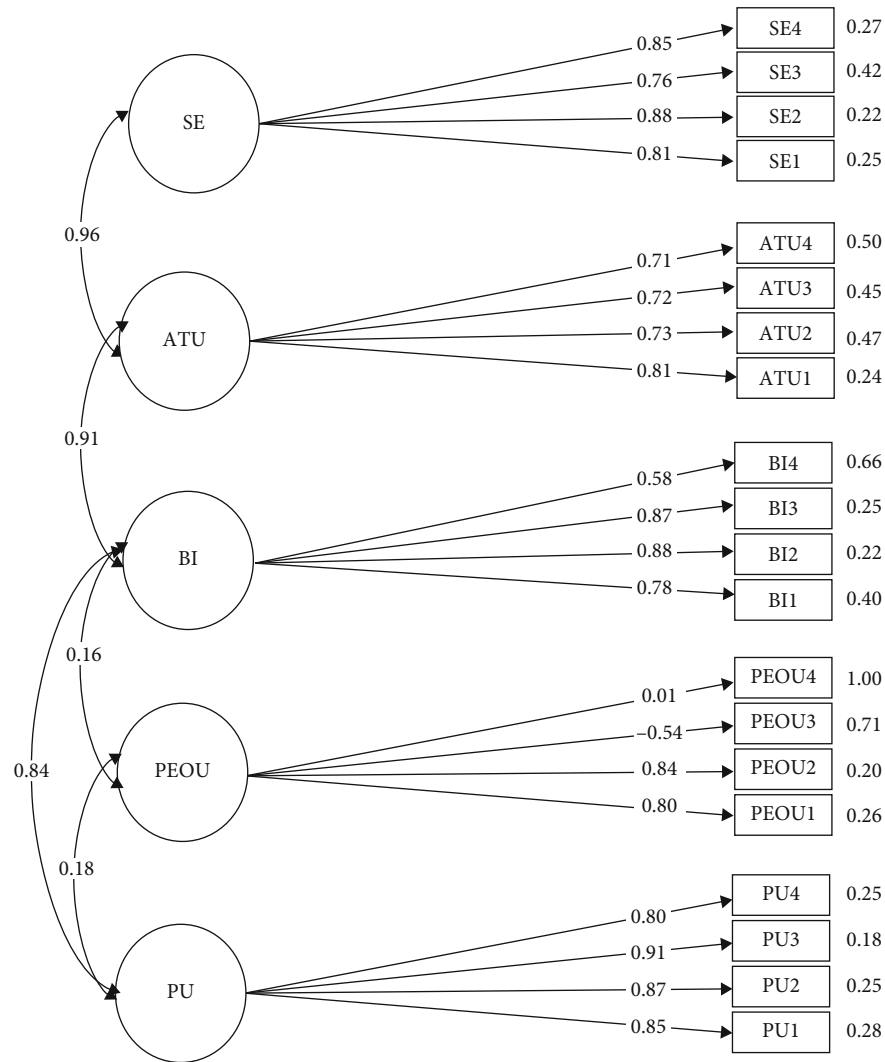 SE4 0.27
0.85
SE3 0.42
0.76
SE
0.88 SE2 0.22
0.81 SE1 0.25
0.96
ATU4 0.50
0.71
ATU3 0.45
0.72
ATU 0.73 ATU2 0.47
0.81 ATU1 0.24
0.91
BI4 0.66
0.58
BI3 0.25
0.87
BI 0.88 BI2 0.22
0.78 BI1 0.40
0.16
PEOU4 1.00
0.01
PEOU3 0.71
–0.54
0.84 PEOU 0.84 PEOU2 0.20
0.80 PEOU1 0.26
0.18
PU4 0.25
0.80
PU3 0.18
0.91
PU 0.87 PU2 0.25
0.85 PU1 0.28